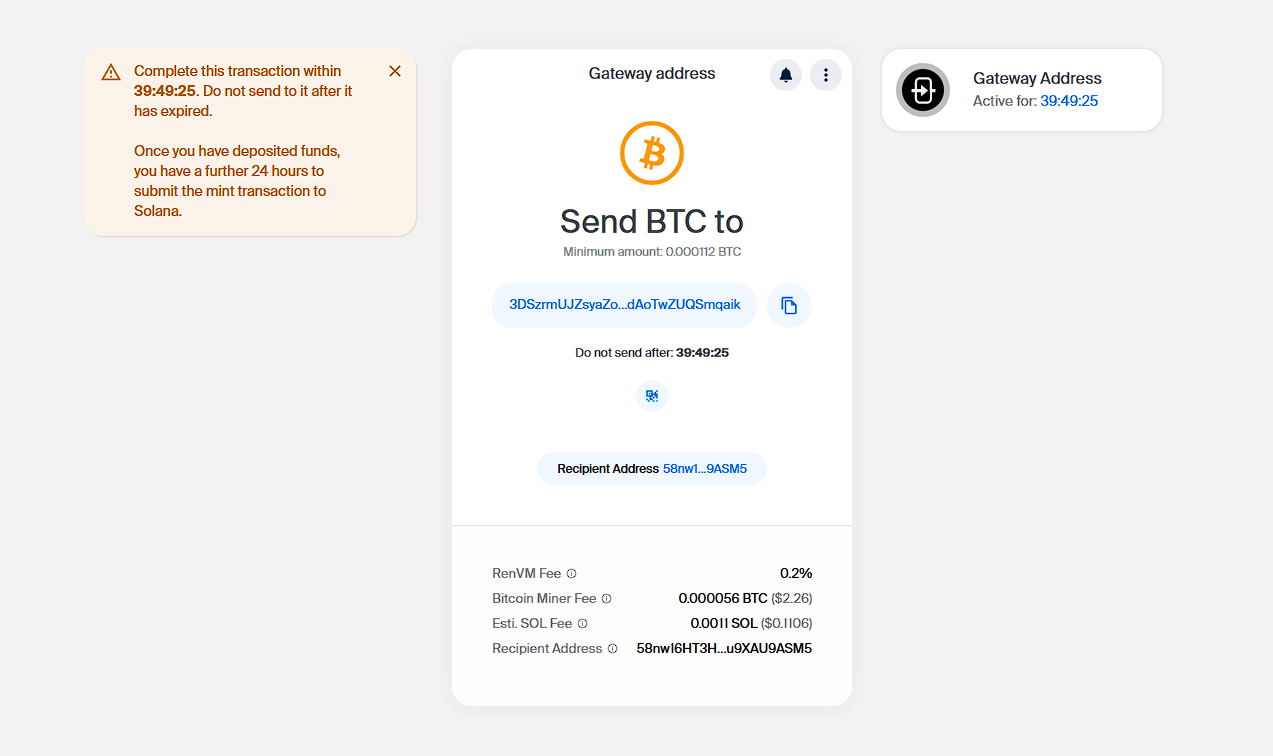 Complete this transaction within
39:49:25. Do not send to it after it
has expired.
Once you have deposited funds,
you have a further 24 hours to
submit the mint transaction to
Solana.
Gateway address
Send BTC to
Minimum amount: 0.000112 BTC
3DSzrmUJZsyaZo...dAoTwZUQSmqaik
Do not send after: 39:49:25
Recipient Address 58nw1...9ASM5
RenVM Fee 0.2%
Bitcoin Miner Fee 0.000056 BTC ($2.26)
Esti. SOL Fee 0.0011 SOL ($0.1106)
Recipient Address 58nw16HT3H...u9XAU9ASM5
Gateway Address
Active for: 39:49:25